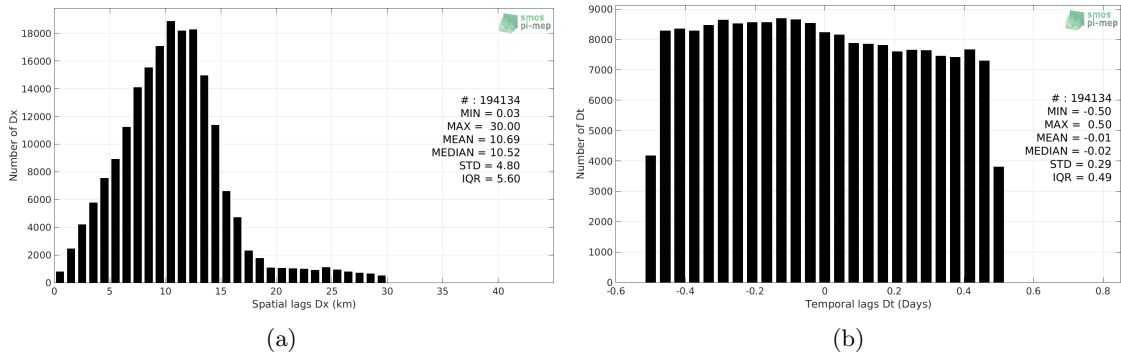 smos
pi-mep
Number of Dx
18000
16000
14000
12000
10000
8000
6000
4000
2000
0
# : 194134
MIN = 0.03
MAX = 30.00
MEAN = 10.69
MEDIAN = 10.52
STD = 4.80
IQR = 5.60
0 5 10 15 20 25 30 35 40
Spatial lags Dx (km)
(a)
smos
pi-mep
Number of Dt
9000
8000
7000
6000
5000
4000
3000
2000
1000
0
# : 194134
MIN = -0.50
MAX = 0.50
MEAN = -0.01
MEDIAN = -0.02
STD = 0.29
IQR = 0.49
-0.6 -0.4 -0.2 0 0.2 0.4 0.6 0.8
Temporal lags Dt (Days)
(b)